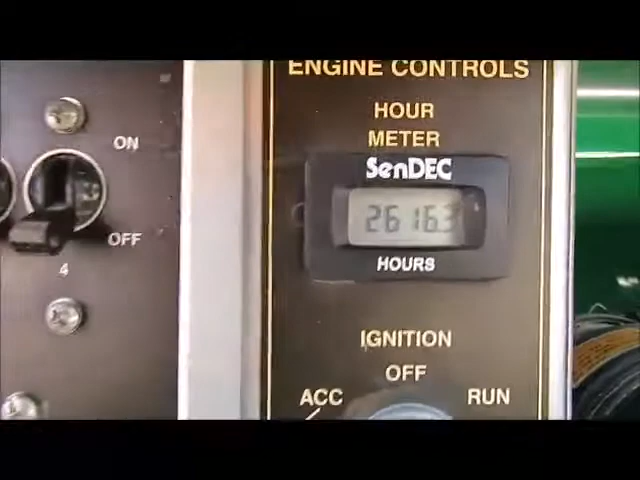 ENGINE CONTROLS
HOUR
METER
SenDEC
2616.3
HOURS
ON
OFF
4
IGNITION
OFF
ACC
RUN